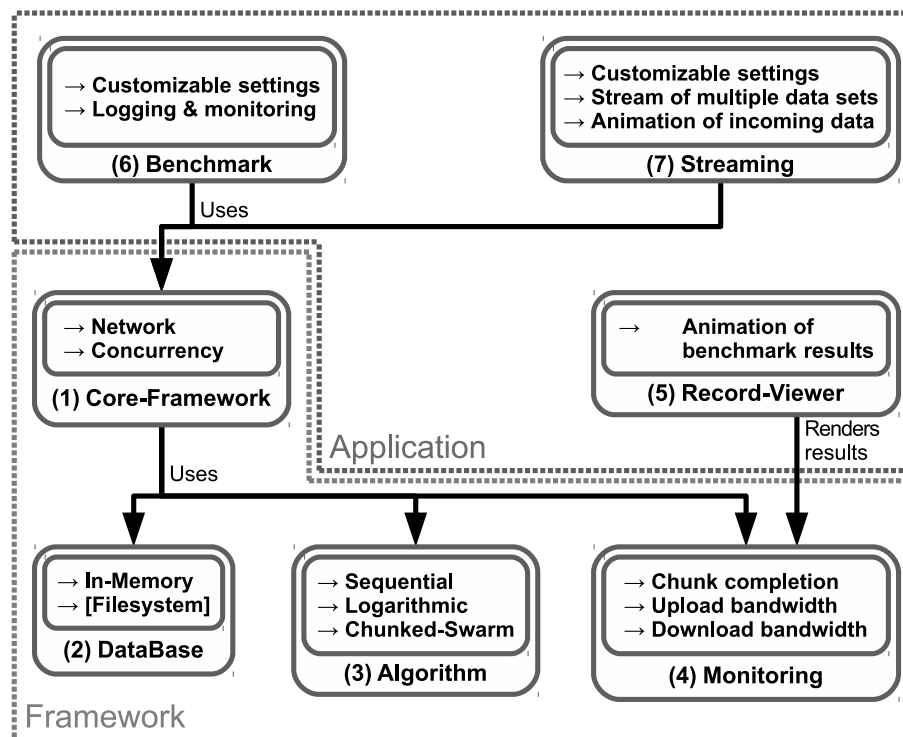 → Customizable settings
→ Logging & monitoring
(6) Benchmark
→ Customizable settings
→ Stream of multiple data sets
→ Animation of incoming data
(7) Streaming
Uses
→ Network
→ Concurrency
(1) Core-Framework
→ Animation of
benchmark results
(5) Record-Viewer
Application
Renders
results
Uses
→ In-Memory
→ [Filesystem]
(2) DataBase
→ Sequential
→ Logarithmic
→ Chunked-Swarm
(3) Algorithm
→ Chunk completion
→ Upload bandwidth
→ Download bandwidth
(4) Monitoring
Framework